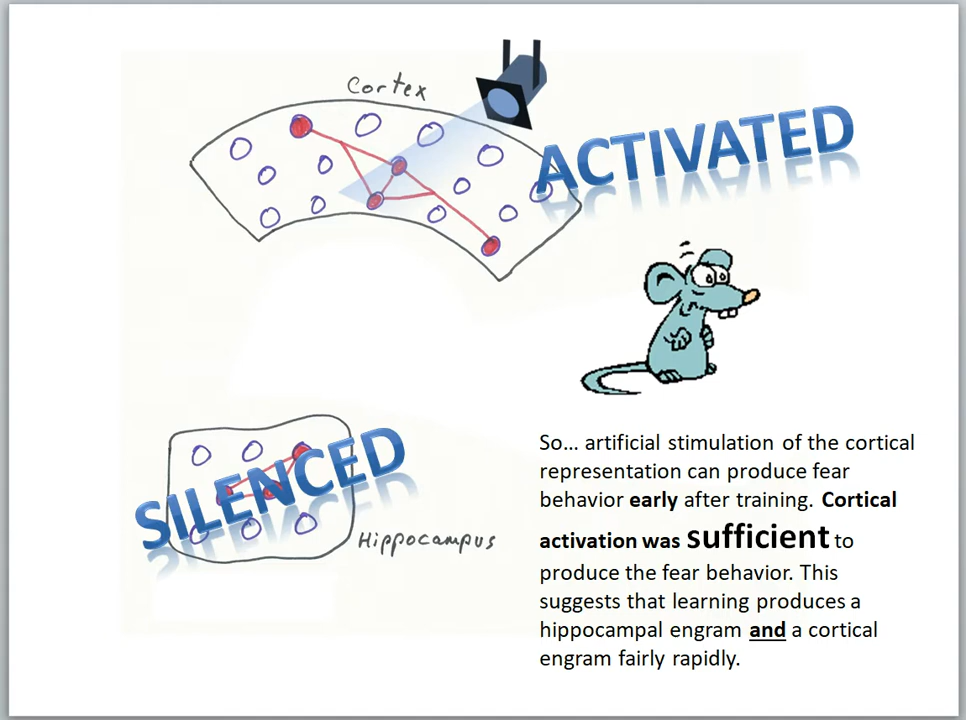 Cortex
ACTIVATED
SILENCED
Hippocampus
So... artificial stimulation of the cortical
representation can produce fear
behavior early after training. Cortical
activation was sufficient to
produce the fear behavior. This
suggests that learning produces a
hippocampal engram and a cortical
engram fairly rapidly.